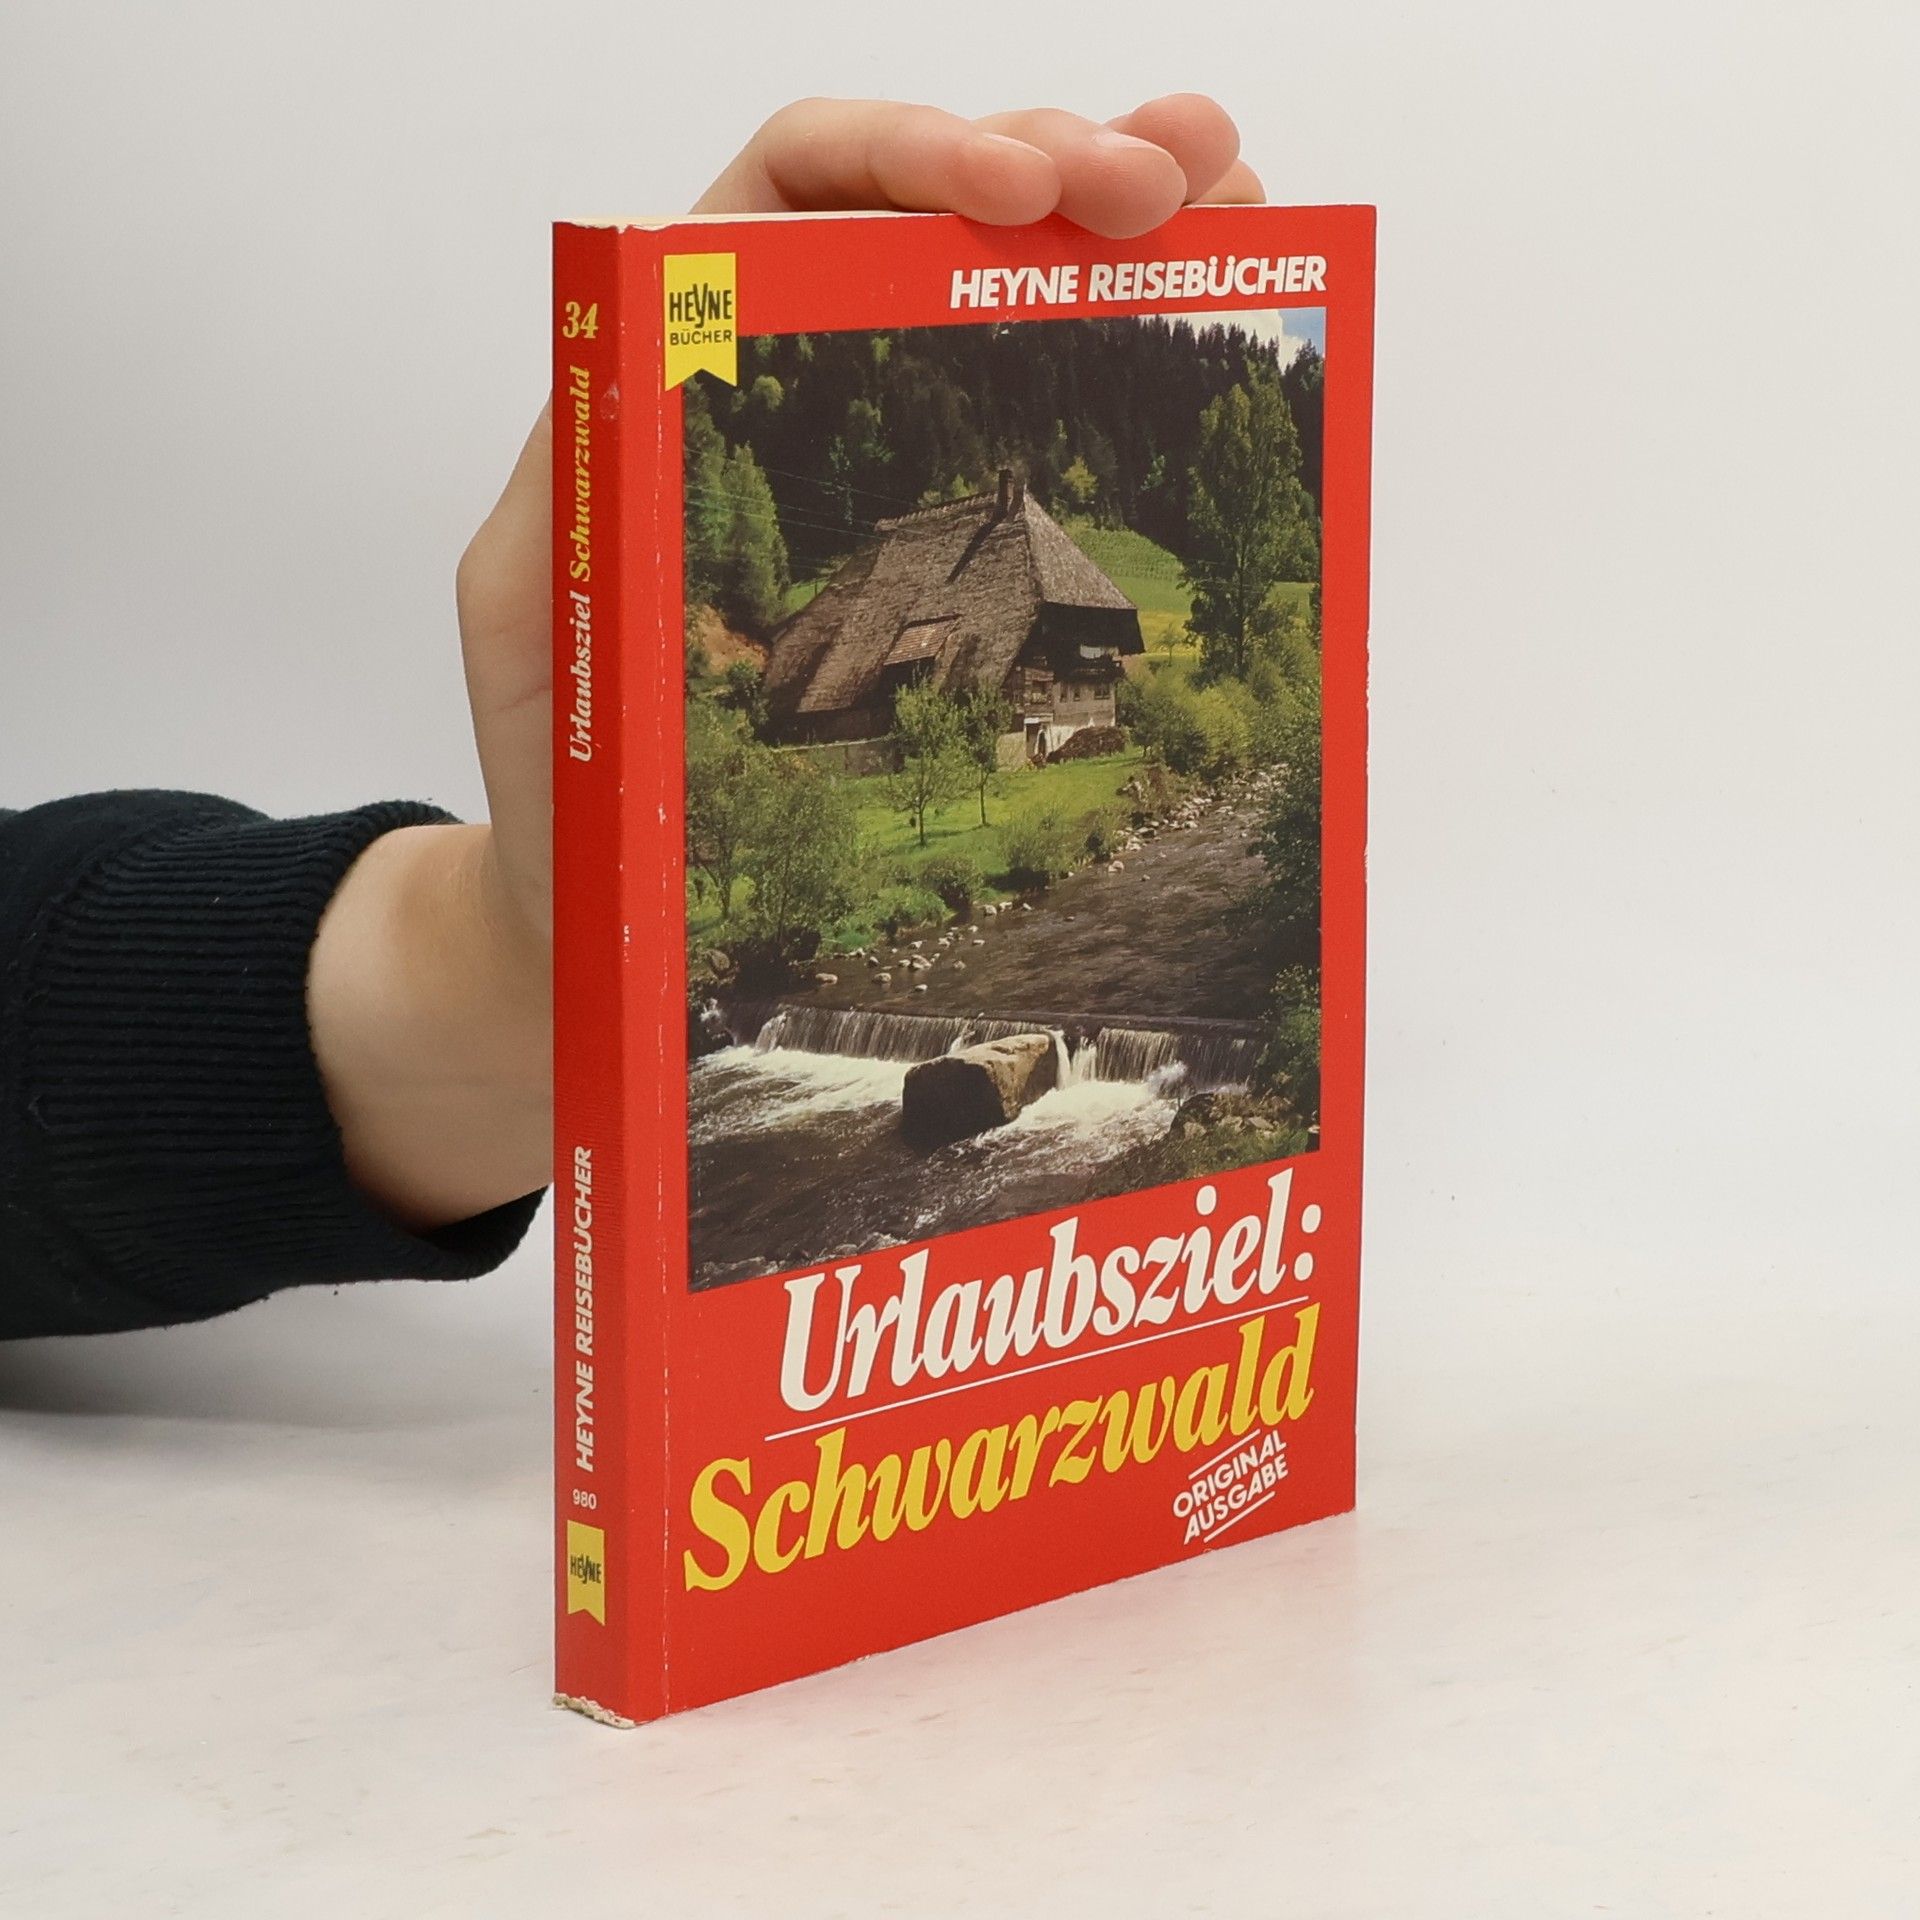 HEYNE REISEBÜCHER
HEYNE
BÜCHER
Urlaubsziel:
Schwarzwald
ORIGINAL
AUSGABE
34
Urlaubsziel Schwarzwald
HEYNE REISEBÜCHER
980
HEYNE